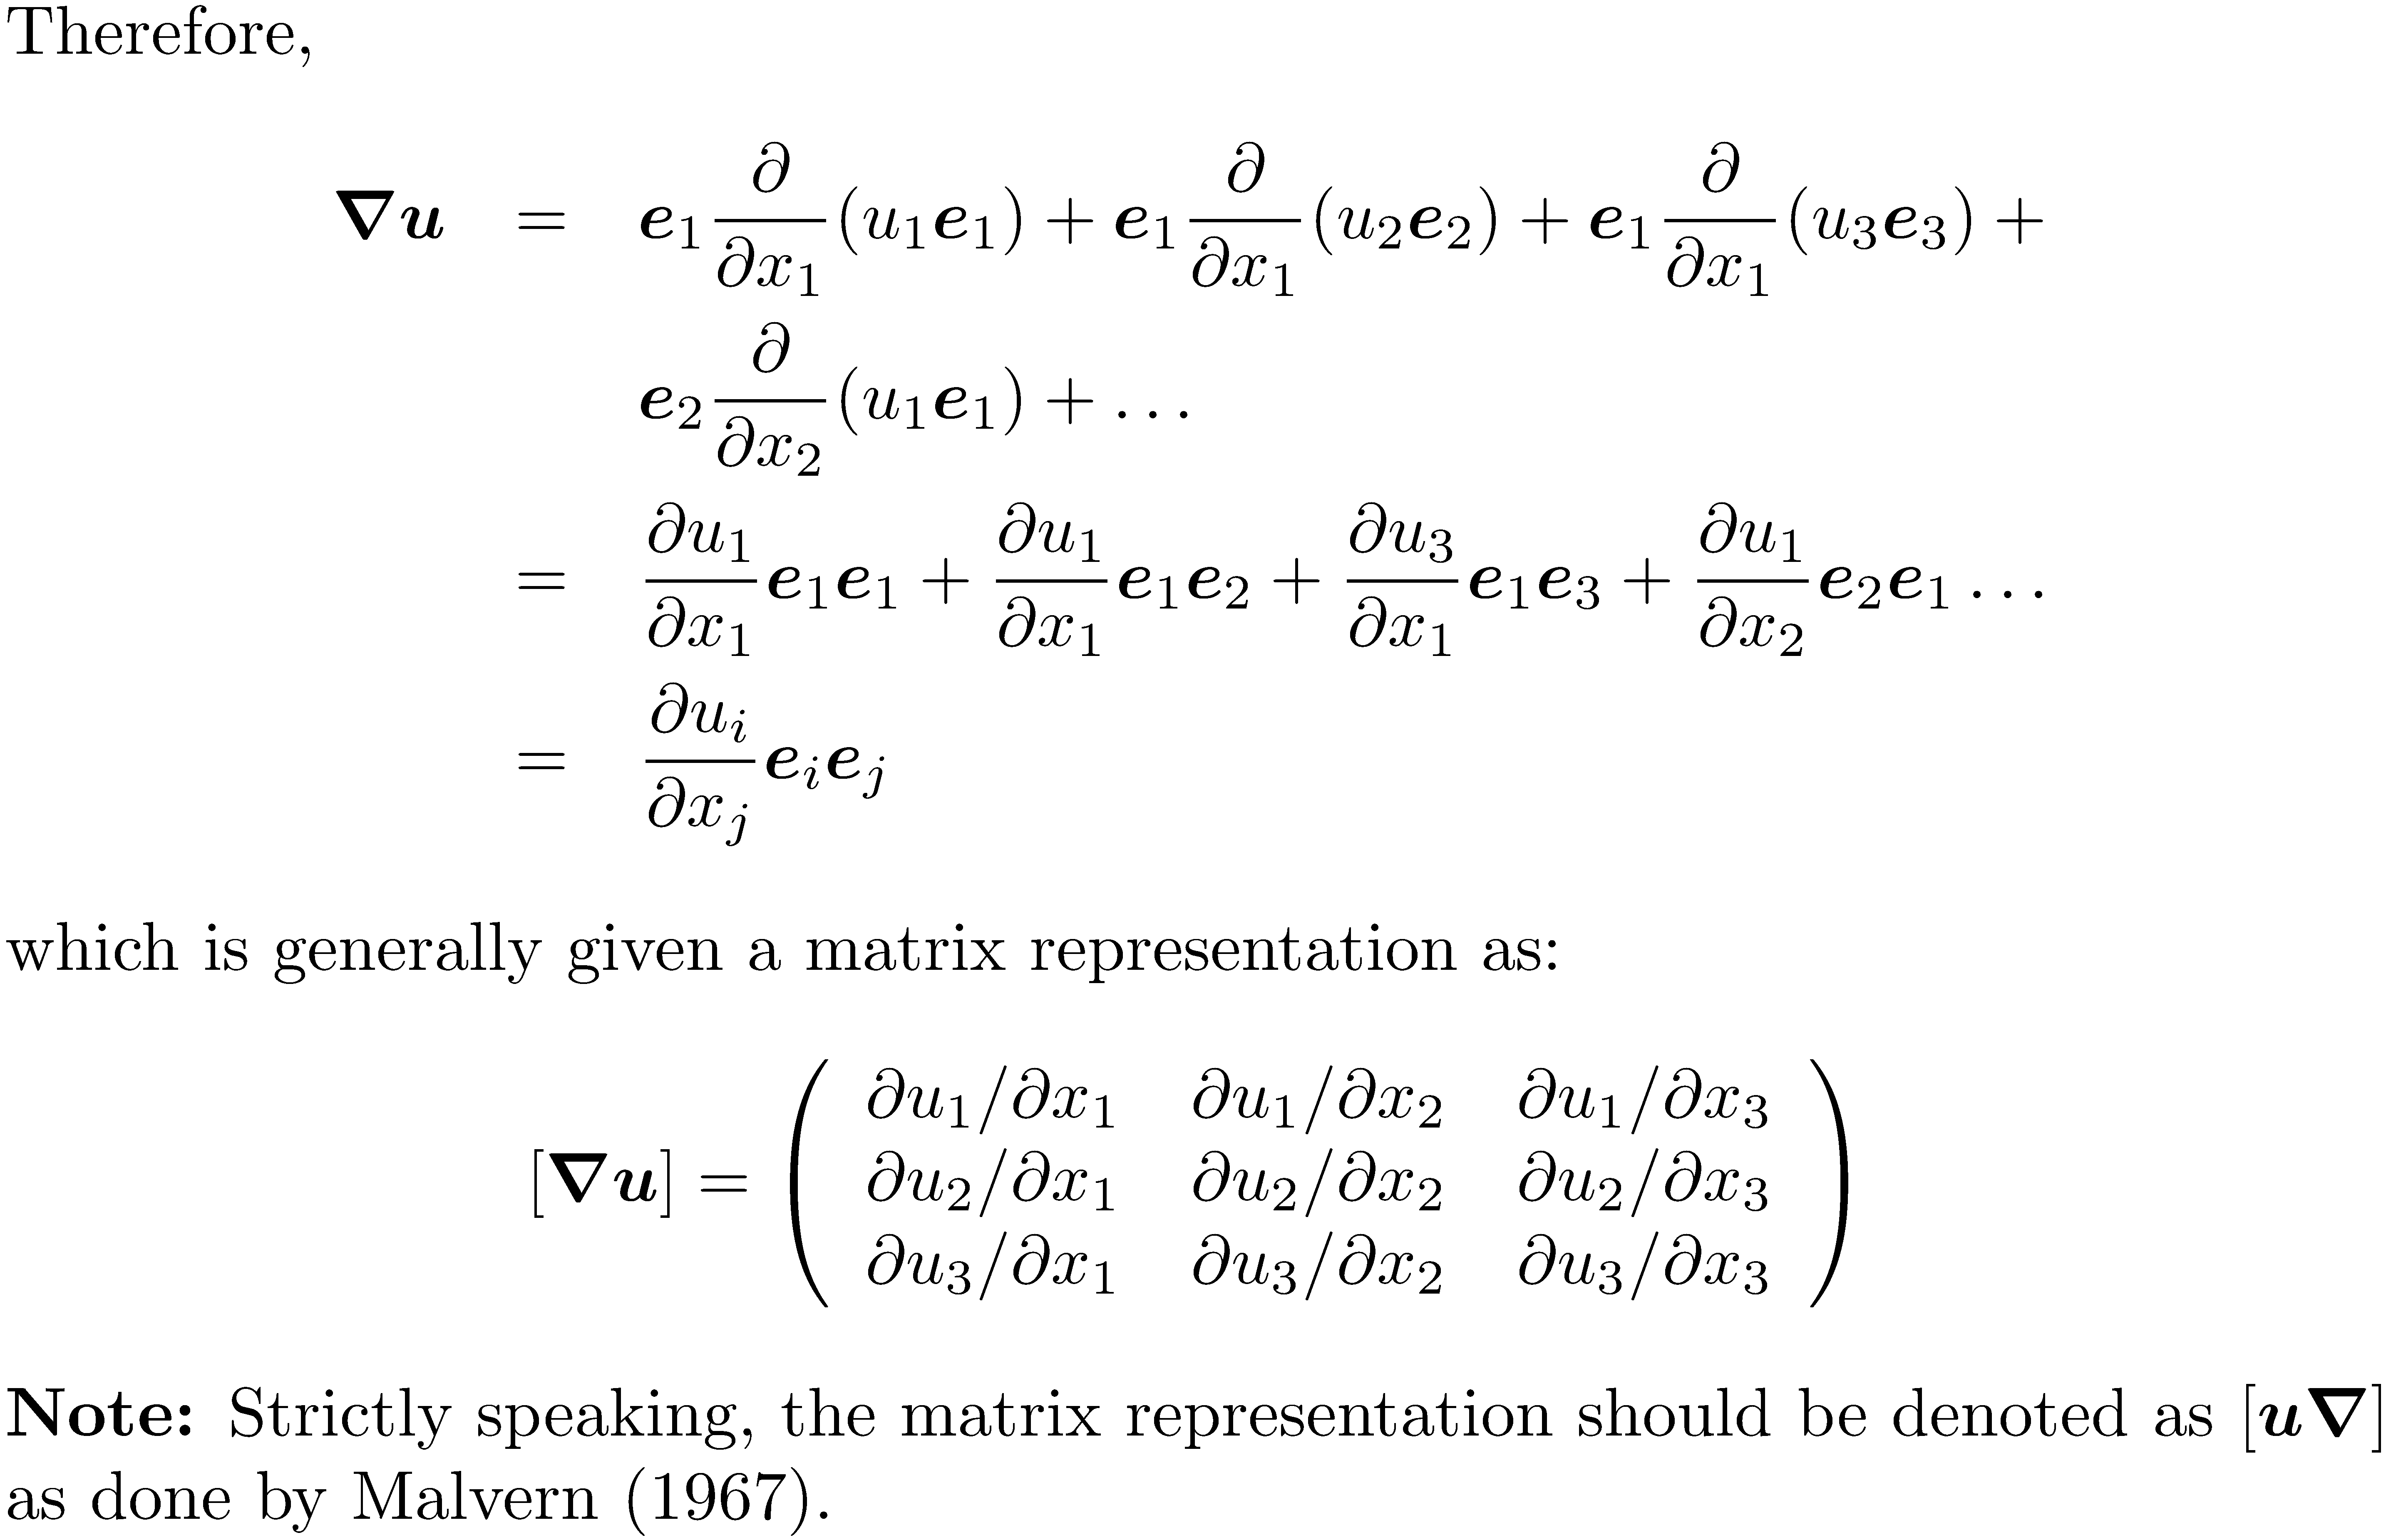 Therefore,
∇u = e₁ ∂/∂x₁ (u₁e₁) + e₁ ∂/∂x₁ (u₂e₂) + e₁ ∂/∂x₁ (u₃e₃) +
e₂ ∂/∂x₂ (u₁e₁) + …
= ∂u₁/∂x₁ e₁e₁ + ∂u₁/∂x₁ e₁e₂ + ∂u₃/∂x₁ e₁e₃ + ∂u₁/∂x₂ e₂e₁ …
= ∂uᵢ/∂xⱼ eᵢeⱼ
which is generally given a matrix representation as:
[∇u] = (
∂u₁/∂x₁ ∂u₁/∂x₂ ∂u₁/∂x₃
∂u₂/∂x₁ ∂u₂/∂x₂ ∂u₂/∂x₃
∂u₃/∂x₁ ∂u₃/∂x₂ ∂u₃/∂x₃
)
Note: Strictly speaking, the matrix representation should be denoted as [u∇]
as done by Malvern (1967).